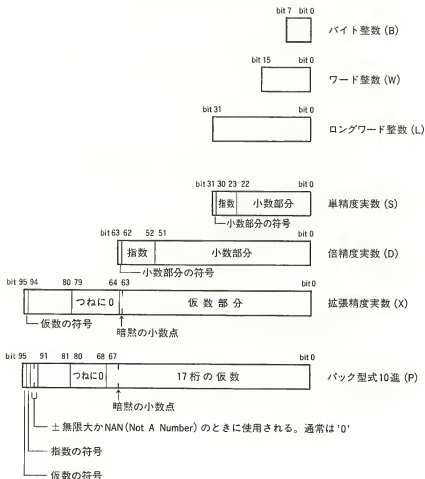 bit 7 bit 0
バイト整数 (B)
bit 15 bit 0
ワード整数 (W)
bit 31 bit 0
ロングワード整数 (L)
bit 31 30 23 22 bit 0
指数 小数部分 単精度実数 (S)
小数部分の符号
bit 63 62 52 51 bit 0
指数 小数部分 倍精度実数 (D)
小数部分の符号
bit 95 94 80 79 64 63 bit 0
つねに0 仮数部分 拡張精度実数 (X)
仮数の符号
暗黙の小数点
bit 95 91 81 80 68 67 bit 0
つねに0 17桁の仮数 パック型式10進 (P)
暗黙の小数点
±無限大かNAN (Not A Number) のときに使用される。通常は'0'
指数の符号
仮数の符号